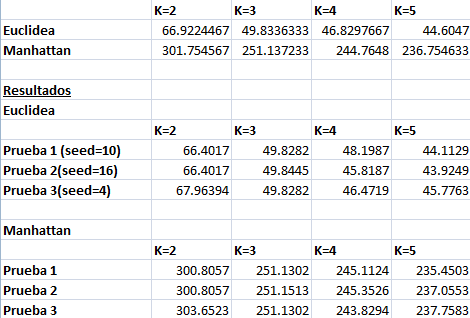 K=2 K=3 K=4 K=5
Euclidea 66.9224467 49.8336333 46.8297667 44.6047
Manhattan 301.754567 251.137233 244.7648 236.754633
Resultados
Euclidea
K=2 K=3 K=4 K=5
Prueba 1 (seed=10) 66.4017 49.8282 48.1987 44.1129
Prueba 2(seed=16) 66.4017 49.8445 45.8187 43.9249
Prueba 3(seed=4) 67.96394 49.8282 46.4719 45.7763
Manhattan
K=2 K=3 K=4 K=5
Prueba 1 300.8057 251.1302 245.1124 235.4503
Prueba 2 300.8057 251.1513 245.3526 237.0553
Prueba 3 303.6523 251.1302 243.8294 237.7583